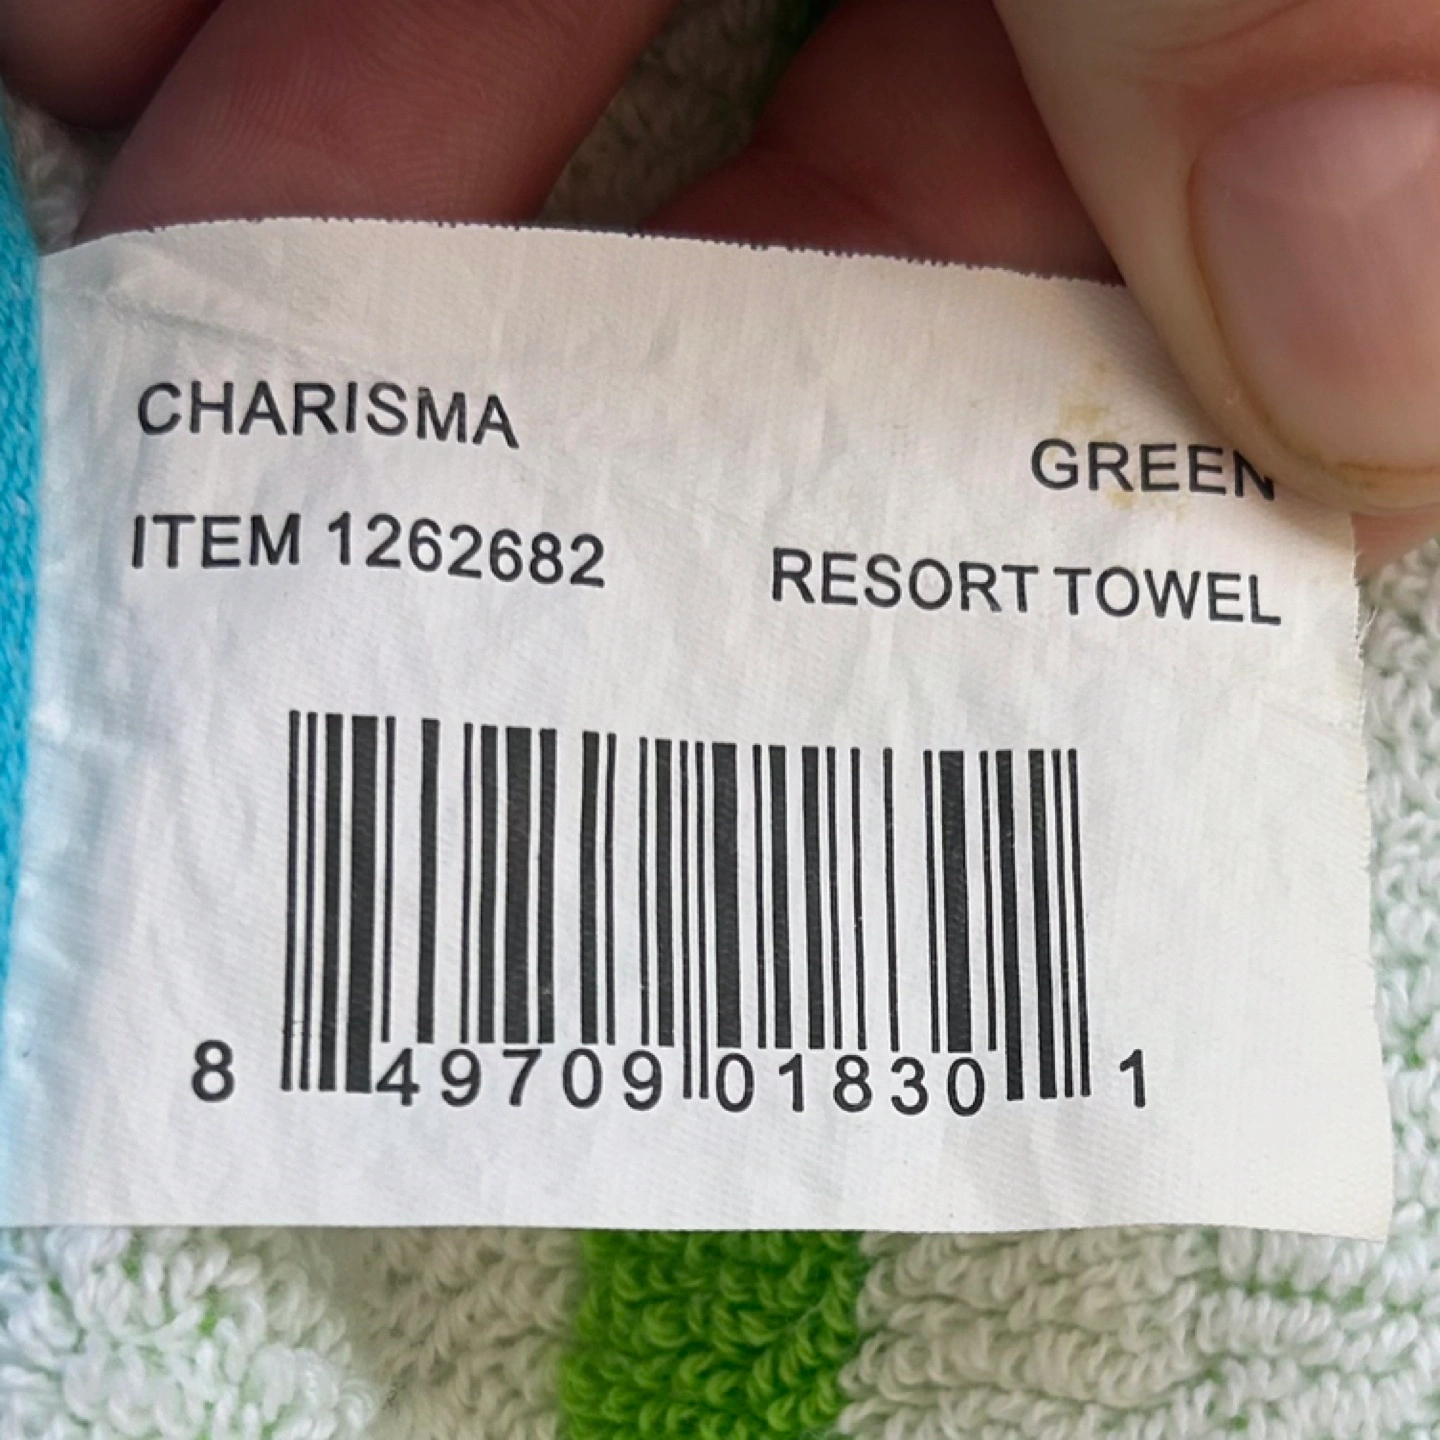 CHARISMA
GREEN
ITEM 1262682
RESORT TOWEL
8 49709 01830 1